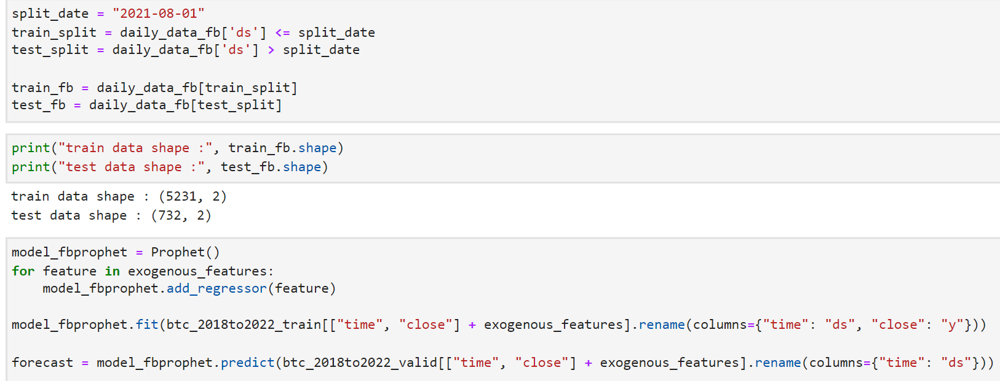 split_date = "2021-08-01"
train_split = daily_data_fb['ds'] <= split_date
test_split = daily_data_fb['ds'] > split_date
train_fb = daily_data_fb[train_split]
test_fb = daily_data_fb[test_split]
print("train data shape :", train_fb.shape)
print("test data shape :", test_fb.shape)
train data shape : (5231, 2)
test data shape : (732, 2)
model_fbprophet = Prophet()
for feature in exogenous_features:
    model_fbprophet.add_regressor(feature)
model_fbprophet.fit(btc_2018to2022_train[["time", "close"] + exogenous_features].rename(columns={"time": "ds", "close": "y"}))
forecast = model_fbprophet.predict(btc_2018to2022_valid[["time", "close"] + exogenous_features].rename(columns={"time": "ds"}))